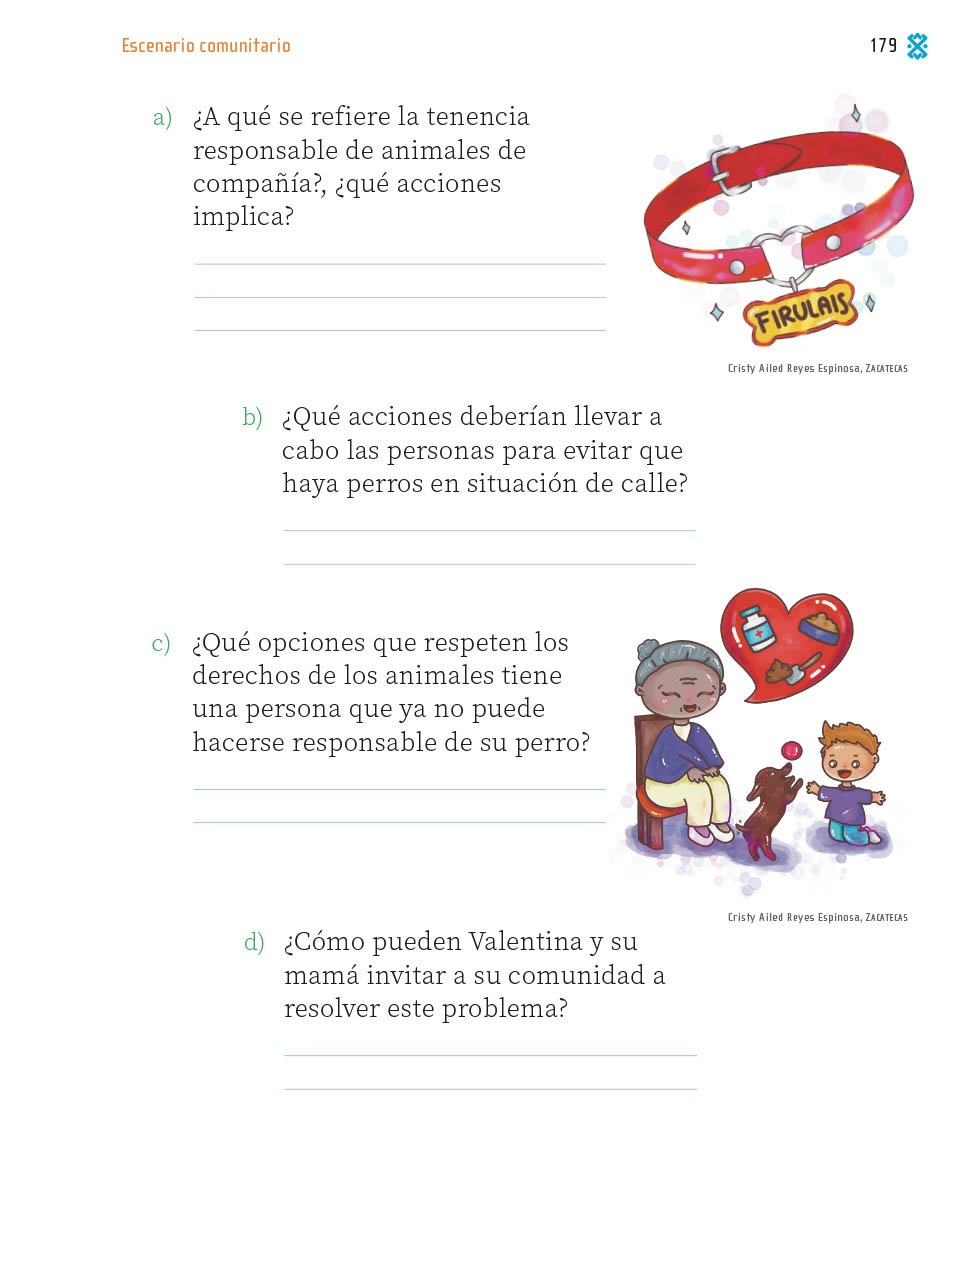 Escenario comunitario
179
a) ¿A qué se refiere la tenencia
responsable de animales de
compañía?, ¿qué acciones
implica?
FIRULAIS
Cristy Ailed Reyes Espinosa, ZACATECAS
b) ¿Qué acciones deberían llevar a
cabo las personas para evitar que
haya perros en situación de calle?
c) ¿Qué opciones que respeten los
derechos de los animales tiene
una persona que ya no puede
hacerse responsable de su perro?
Cristy Ailed Reyes Espinosa, ZACATECAS
d) ¿Cómo pueden Valentina y su
mamá invitar a su comunidad a
resolver este problema?